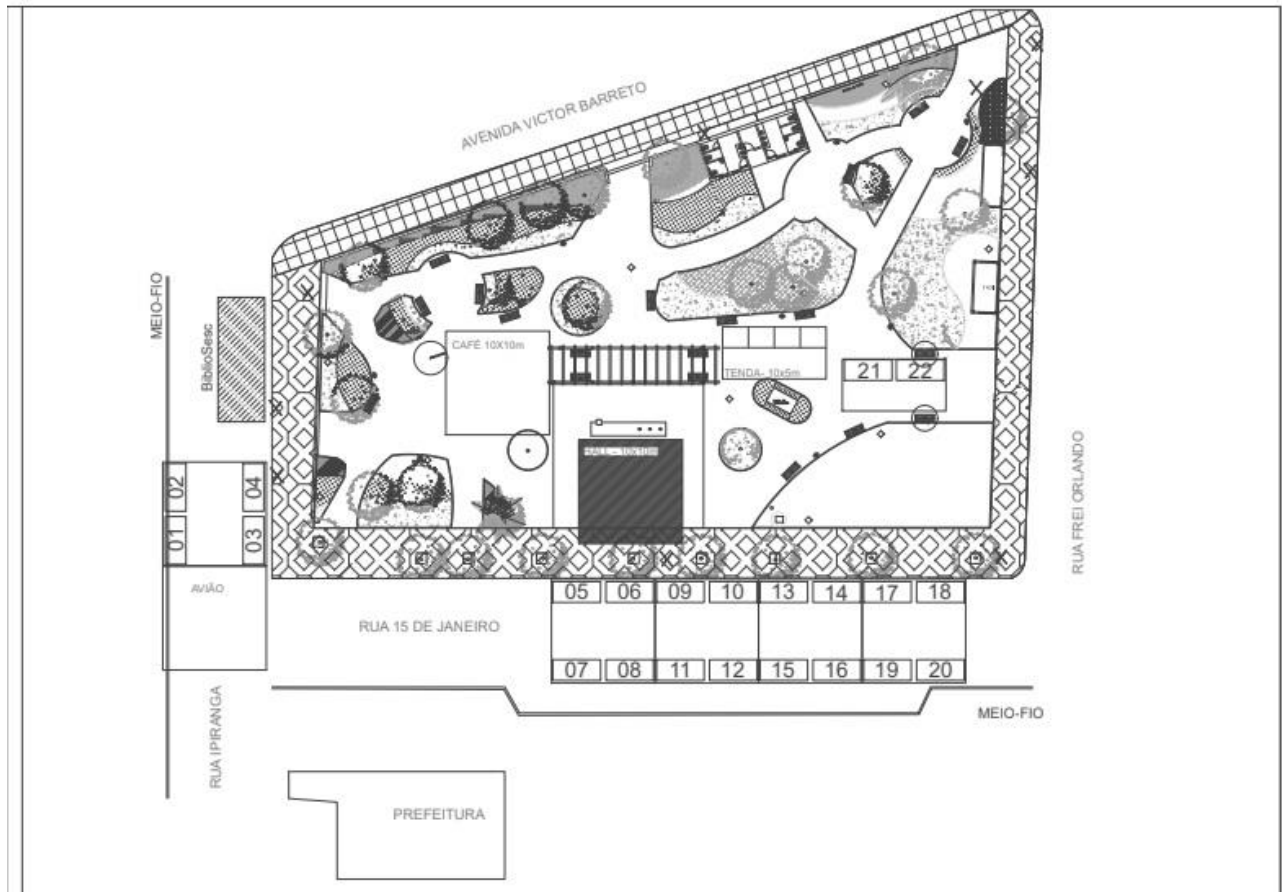 AVENIDA VICTOR BARRETO
MEIO-FIO
BiblioSesc
CAFÉ 10X10m
TENDA- 10x5m
21 22
HALL - 10x10m
RUA FREI ORLANDO
02 04
01 03
AVIÃO
RUA 15 DE JANEIRO
05 06 09 10 13 14 17 18
07 08 11 12 15 16 19 20
MEIO-FIO
RUA IPIRANGA
PREFEITURA